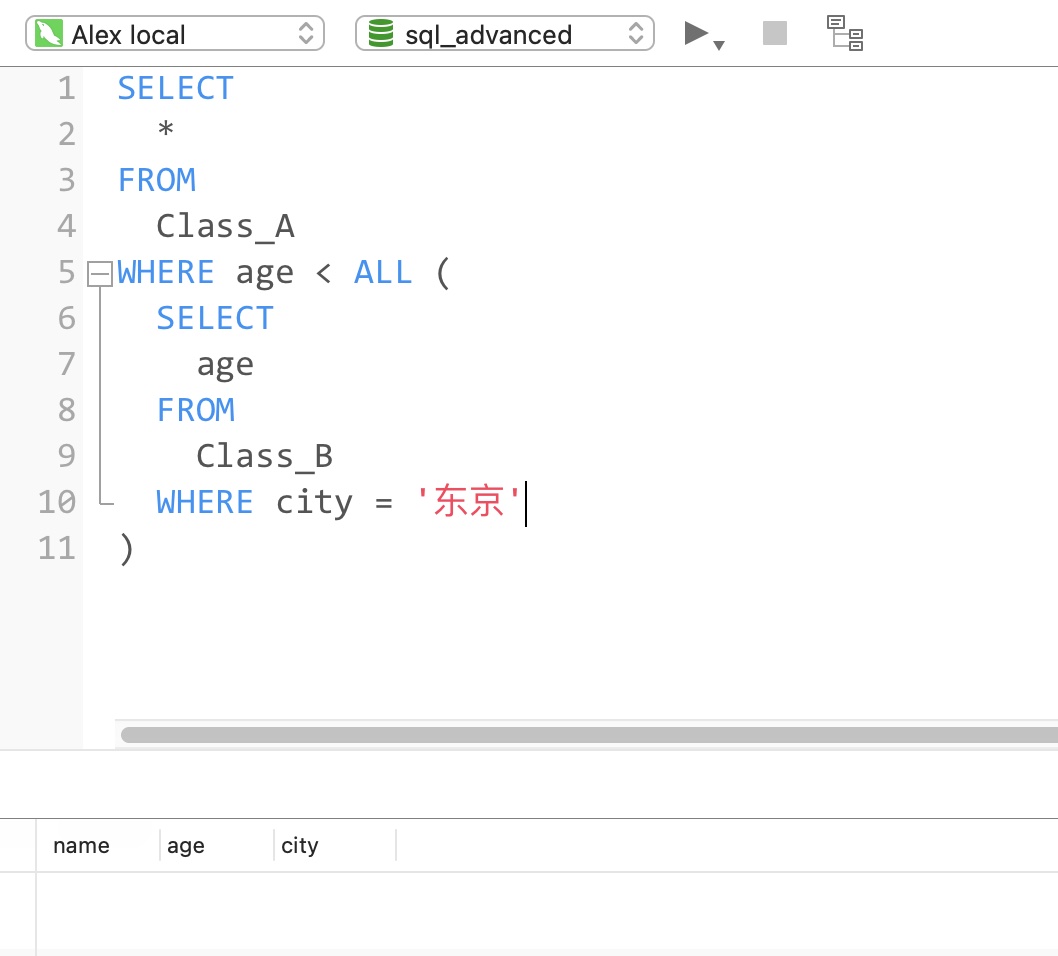 Alex local sql_advanced
1 SELECT
2 *
3 FROM
4 Class_A
5 WHERE age < ALL (
6 SELECT
7 age
8 FROM
9 Class_B
10 WHERE city = '东京'
11 )
name age city